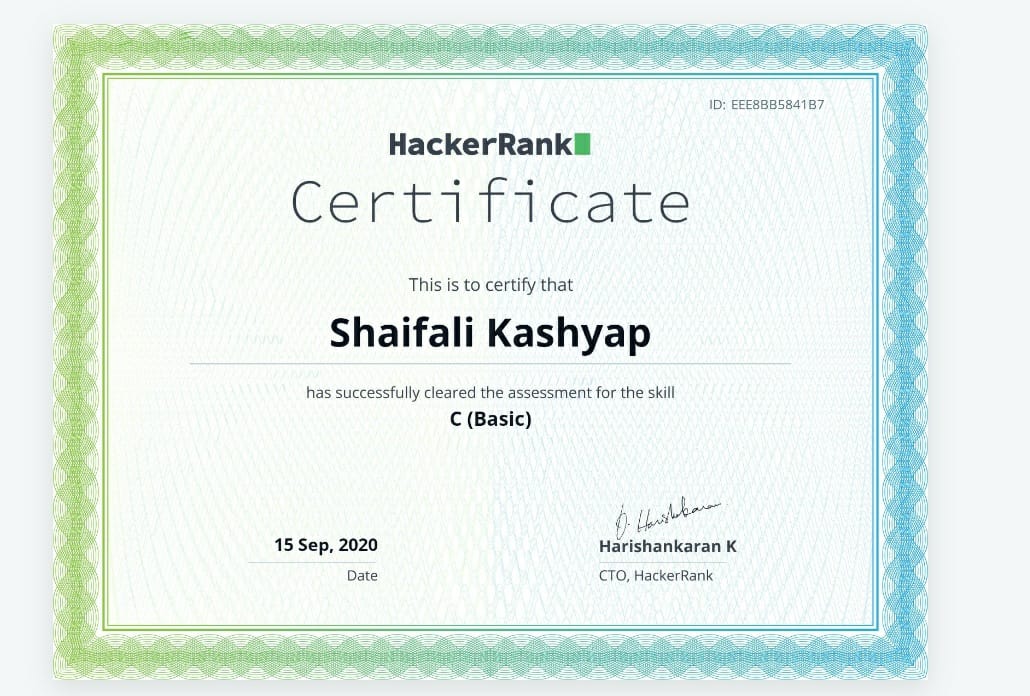 ID: EEE8BB5841B7
HackerRank
Certificate
This is to certify that
Shaifali Kashyap
has successfully cleared the assessment for the skill
C (Basic)
D. Harishankaran
15 Sep, 2020
Harishankaran K
Date
CTO, HackerRank